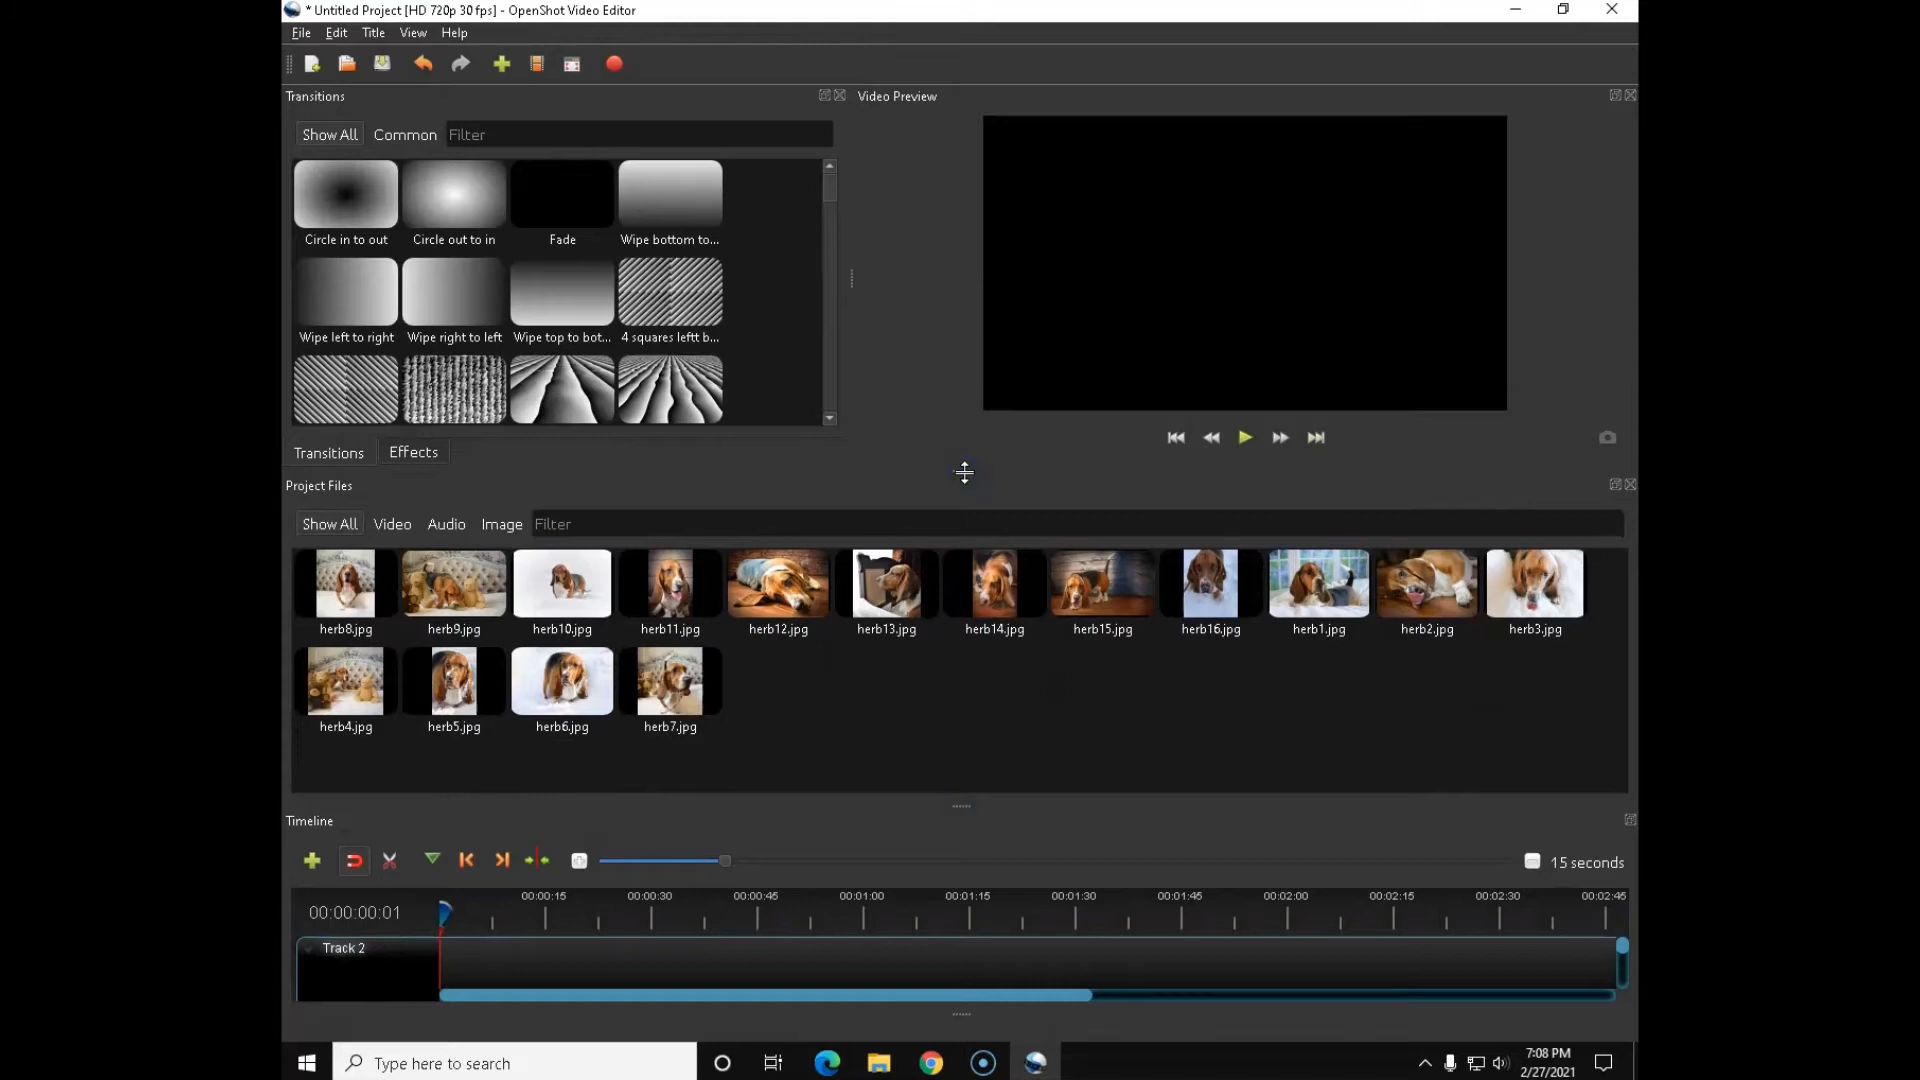 * Untitled Project [HD 720p 30 fps] - OpenShot Video Editor
File Edit Title View Help
Transitions
Video Preview
Show All Common Filter
Circle in to out Circle out to in Fade Wipe bottom to...
Wipe left to right Wipe right to left Wipe top to bot... 4 squares leftt b...
Transitions Effects
Project Files
Show All Video Audio Image Filter
herb8.jpg herb9.jpg herb10.jpg herb11.jpg herb12.jpg herb13.jpg herb14.jpg herb15.jpg herb16.jpg herb1.jpg herb2.jpg herb3.jpg
herb4.jpg herb5.jpg herb6.jpg herb7.jpg
Timeline
15 seconds
00:00:15 00:00:30 00:00:45 00:01:00 00:01:15 00:01:30 00:01:45 00:02:00 00:02:15 00:02:30 00:02:45
00:00:00:01
Track 2
Type here to search
7:08 PM
2/27/2021